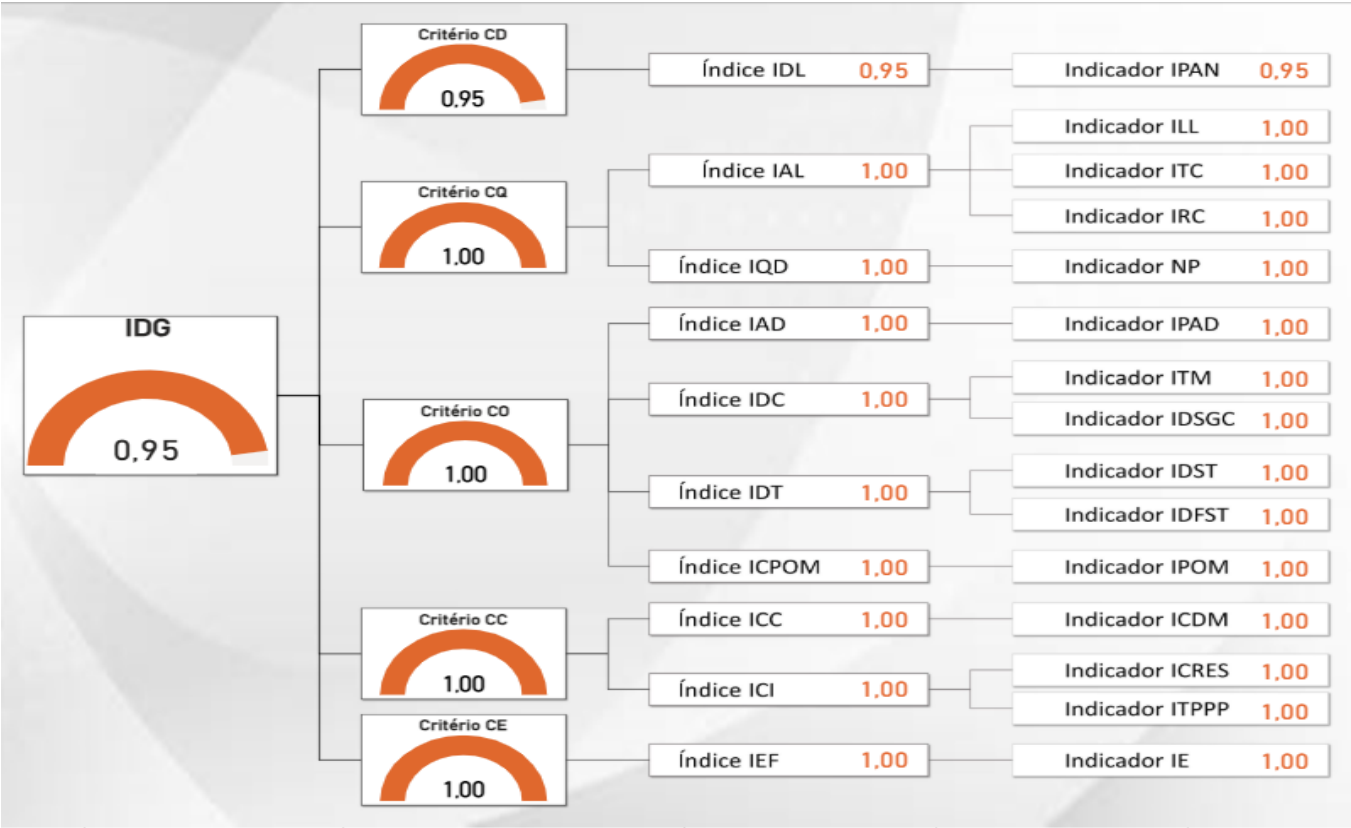 IDG
0,95
Critério CD
0,95
Critério CQ
1,00
Critério CO
1,00
Critério CC
1,00
Critério CE
1,00
Índice IDL 0,95
Índice IAL 1,00
Índice IQD 1,00
Índice IAD 1,00
Índice IDC 1,00
Índice IDT 1,00
Índice ICPOM 1,00
Índice ICC 1,00
Índice ICI 1,00
Índice IEF 1,00
Indicador IPAN 0,95
Indicador ILL 1,00
Indicador ITC 1,00
Indicador IRC 1,00
Indicador NP 1,00
Indicador IPAD 1,00
Indicador ITM 1,00
Indicador IDSGC 1,00
Indicador IDST 1,00
Indicador IDFST 1,00
Indicador IPOM 1,00
Indicador ICDM 1,00
Indicador ICRES 1,00
Indicador ITPPP 1,00
Indicador IE 1,00